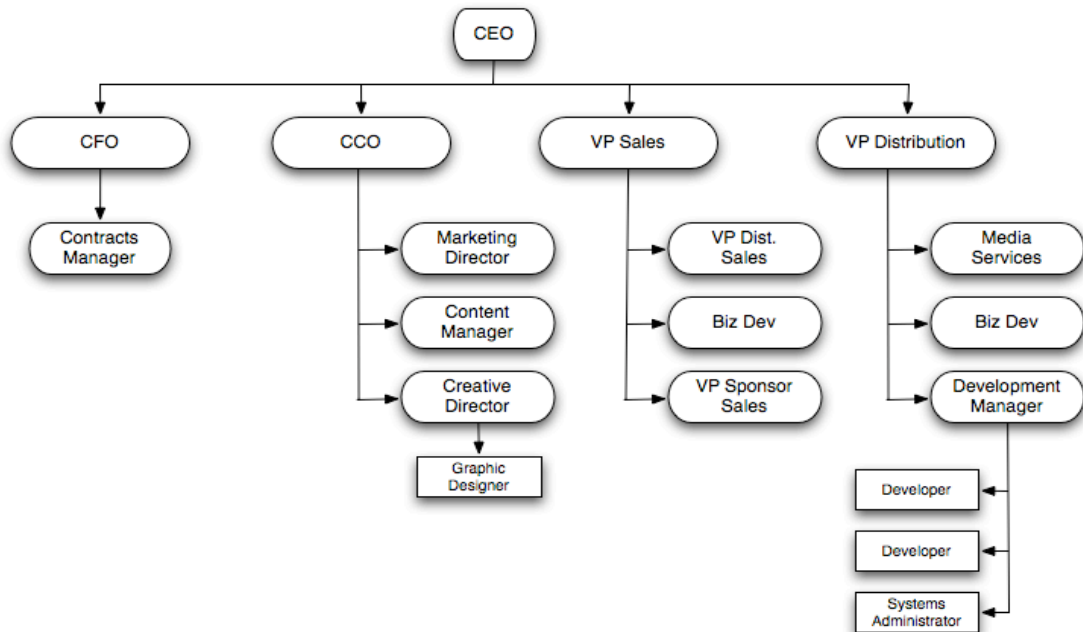 CEO
CFO
CCO
VP Sales
VP Distribution
Contracts
Manager
Marketing
Director
VP Dist.
Sales
Media
Services
Content
Manager
Biz Dev
Biz Dev
Creative
Director
VP Sponsor
Sales
Development
Manager
Graphic
Designer
Developer
Developer
Systems
Administrator